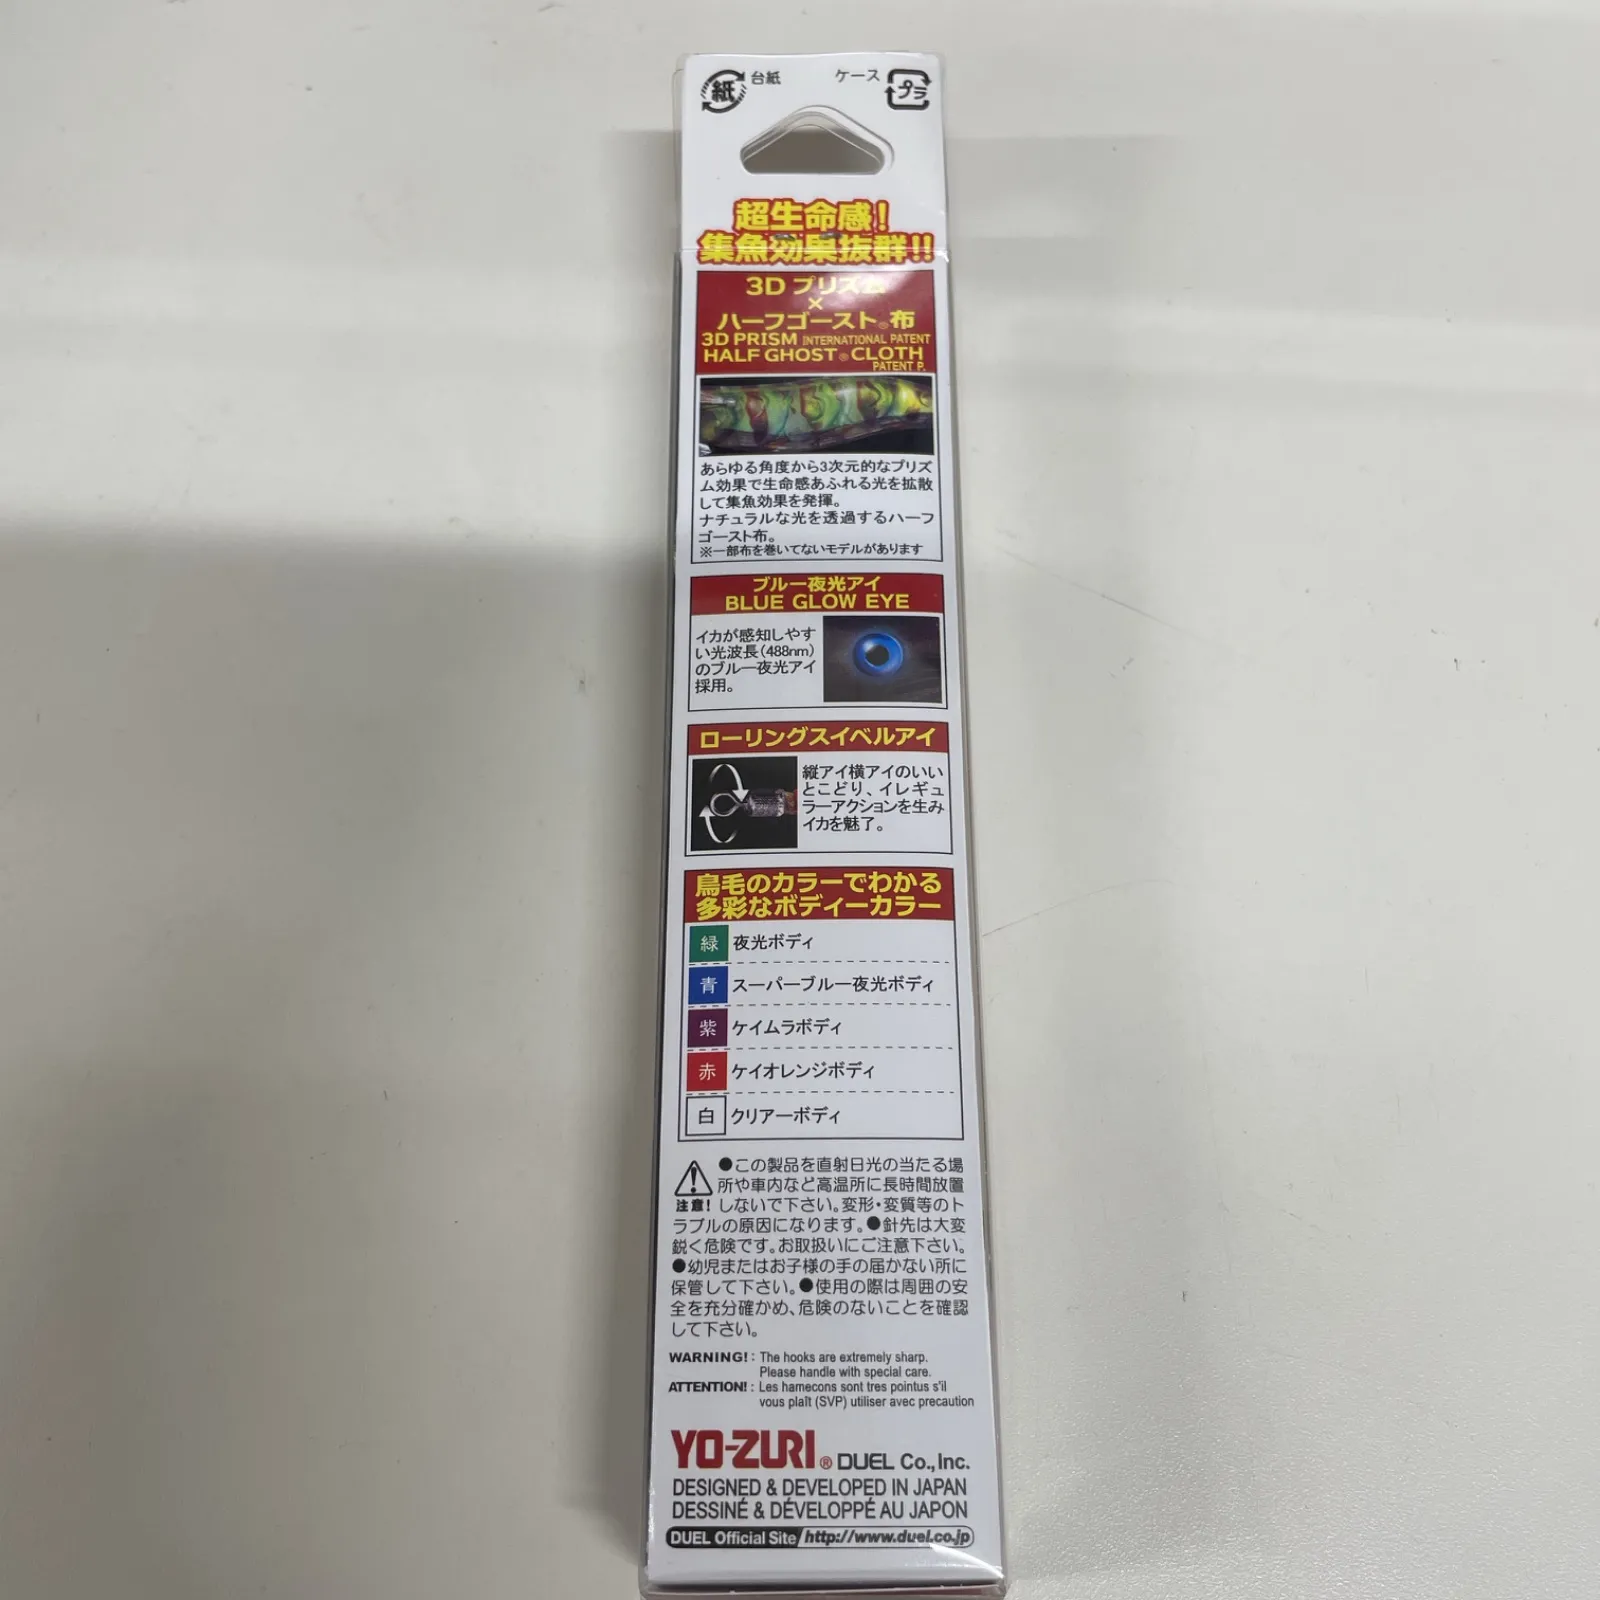 紙 台紙 ケース プラ
超生命感!
集魚効果抜群!!
3D プリズム
×
ハーフゴースト®布
3D PRISM INTERNATIONAL PATENT
HALF GHOST® CLOTH
PATENT P.
あらゆる角度から3次元的なプリズ
ム効果で生命感あふれる光を拡散
して集魚効果を発揮。
ナチュラルな光を透過するハーフ
ゴースト布。
※一部布を巻いてないモデルがあります
ブルー夜光アイ
BLUE GLOW EYE
イカが感知しやす
い光波長(488nm)
のブルー夜光アイ
採用。
ローリングスイベルアイ
縦アイ横アイのいい
とこどり、イレギュ
ラーアクションを生み
イカを魅了。
鳥毛のカラーでわかる
多彩なボディーカラー
緑 夜光ボディ
青 スーパーブルー夜光ボディ
紫 ケイムラボディ
赤 ケイオレンジボディ
白 クリアーボディ
●この製品を直射日光の当たる場
所や車内など高温所に長時間放置
注意! しないで下さい。変形・変質等のト
ラブルの原因になります。●針先は大変
鋭く危険です。お取扱いにご注意下さい。
●幼児またはお子様の手の届かない所に
保管して下さい。●使用の際は周囲の安
全を充分確かめ、危険のないことを確認
して下さい。
WARNING! : The hooks are extremely sharp.
Please handle with special care.
ATTENTION! : Les hamecons sont tres pointus s'il
vous plaît (SVP) utiliser avec precaution
YO-ZURI® DUEL Co.,Inc.
DESIGNED & DEVELOPED IN JAPAN
DESSINÉ & DÉVELOPPÉ AU JAPON
DUEL Official Site http://www.duel.co.jp